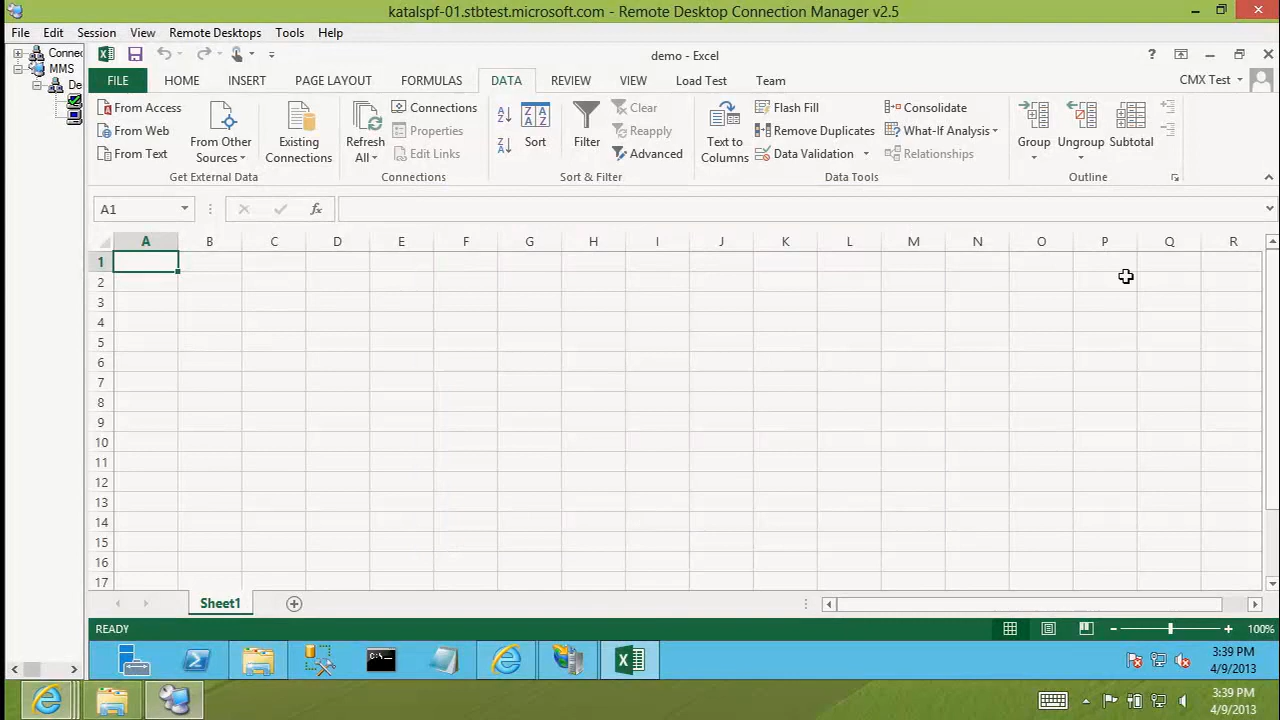 katalspf-01.stbtest.microsoft.com - Remote Desktop Connection Manager v2.5
File Edit Session View Remote Desktops Tools Help
Connec
MMS
De
demo - Excel
FILE HOME INSERT PAGE LAYOUT FORMULAS DATA REVIEW VIEW Load Test Team
CMX Test
From Access
From Web
From Text
From Other Sources
Existing Connections
Get External Data
Refresh All
Connections
Properties
Edit Links
Connections
Sort
Filter
Clear
Reapply
Advanced
Sort & Filter
Text to Columns
Flash Fill
Remove Duplicates
Data Validation
Consolidate
What-If Analysis
Relationships
Data Tools
Group
Ungroup
Subtotal
Outline
A1
fx
A B C D E F G H I J K L M N O P Q R
1
2
3
4
5
6
7
8
9
10
11
12
13
14
15
16
17
Sheet1
READY
100%
3:39 PM
4/9/2013
3:39 PM
4/9/2013